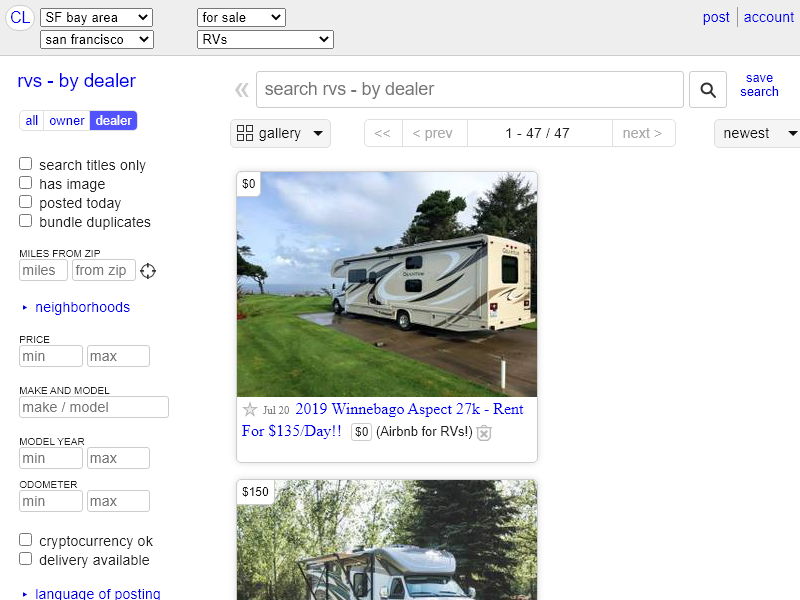 CL
SF bay area
for sale
post
account
san francisco
RVs
rvs - by dealer
all
owner
dealer
search titles only
has image
posted today
bundle duplicates
MILES FROM ZIP
miles
from zip
neighborhoods
PRICE
min
max
MAKE AND MODEL
make / model
MODEL YEAR
min
max
ODOMETER
min
max
cryptocurrency ok
delivery available
language of posting
«
search rvs - by dealer
save
search
gallery
<<
< prev
1 - 47 / 47
next >
newest
$0
QUANTUM
QUANTUM
Jul 20 2019 Winnebago Aspect 27k - Rent
For $135/Day!! $0 (Airbnb for RVs!)
$150